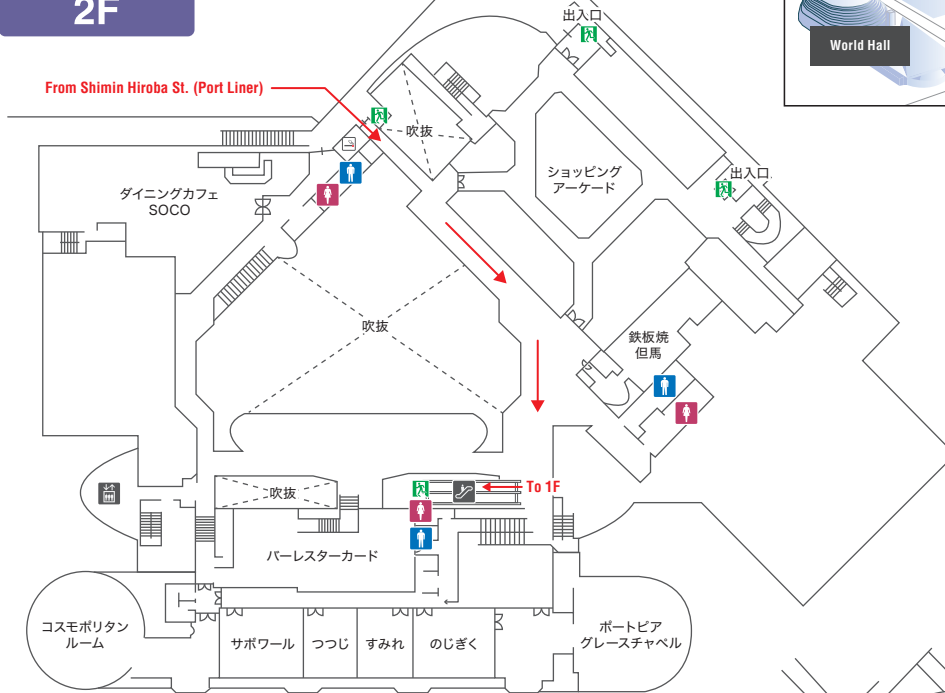 2F
出入口
World Hall
From Shimin Hiroba St. (Port Liner)
吹抜
ショッピング
アーケード
出入口
ダイニングカフェ
SOCO
吹抜
鉄板焼
但馬
吹抜
To 1F
バーレスターカード
コスモポリタン
ルーム
サボワール
つつじ
すみれ
のじぎく
ポートピア
グレースチャペル